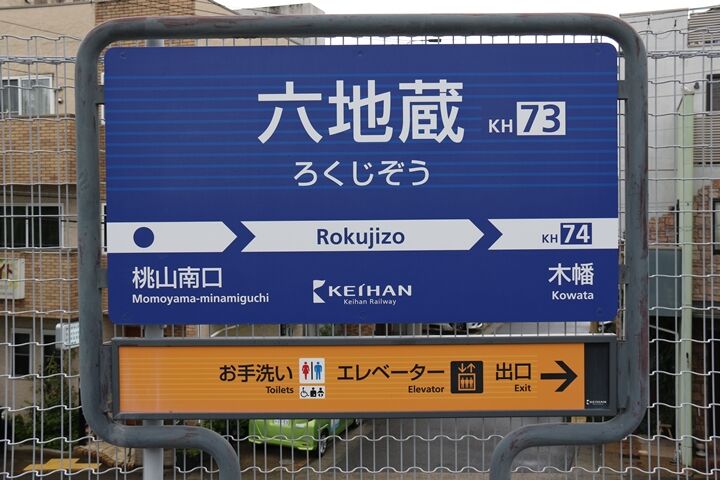 六地蔵 KH 73
ろくじぞう
Rokujizo KH 74
桃山南口 木幡
Momoyama-minamiguchi KEIHAN Kowata
Keihan Railway
お手洗い エレベーター 出口
Toilets Elevator Exit
KEIHAN